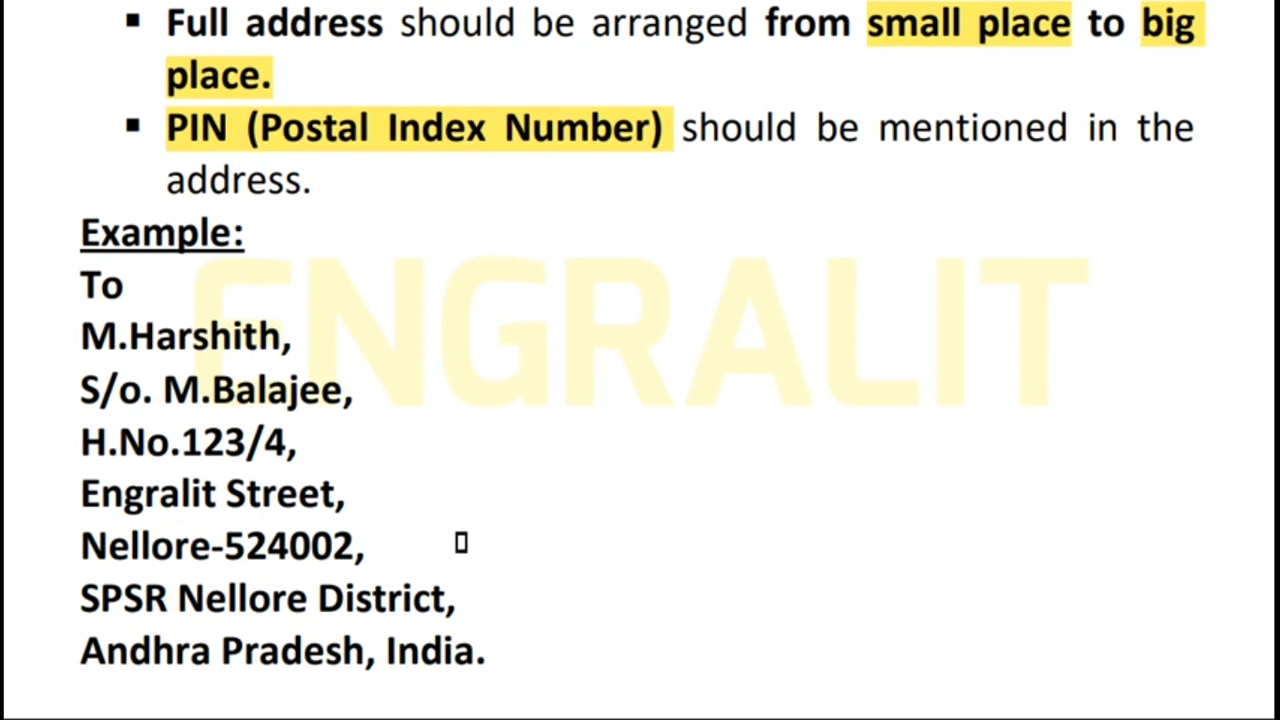 ▪ Full address should be arranged from small place to big
place.
▪ PIN (Postal Index Number) should be mentioned in the
address.
Example:
ENGRALIT
To
M.Harshith,
S/o. M.Balajee,
H.No.123/4,
Engralit Street,
Nellore-524002,
SPSR Nellore District,
Andhra Pradesh, India.